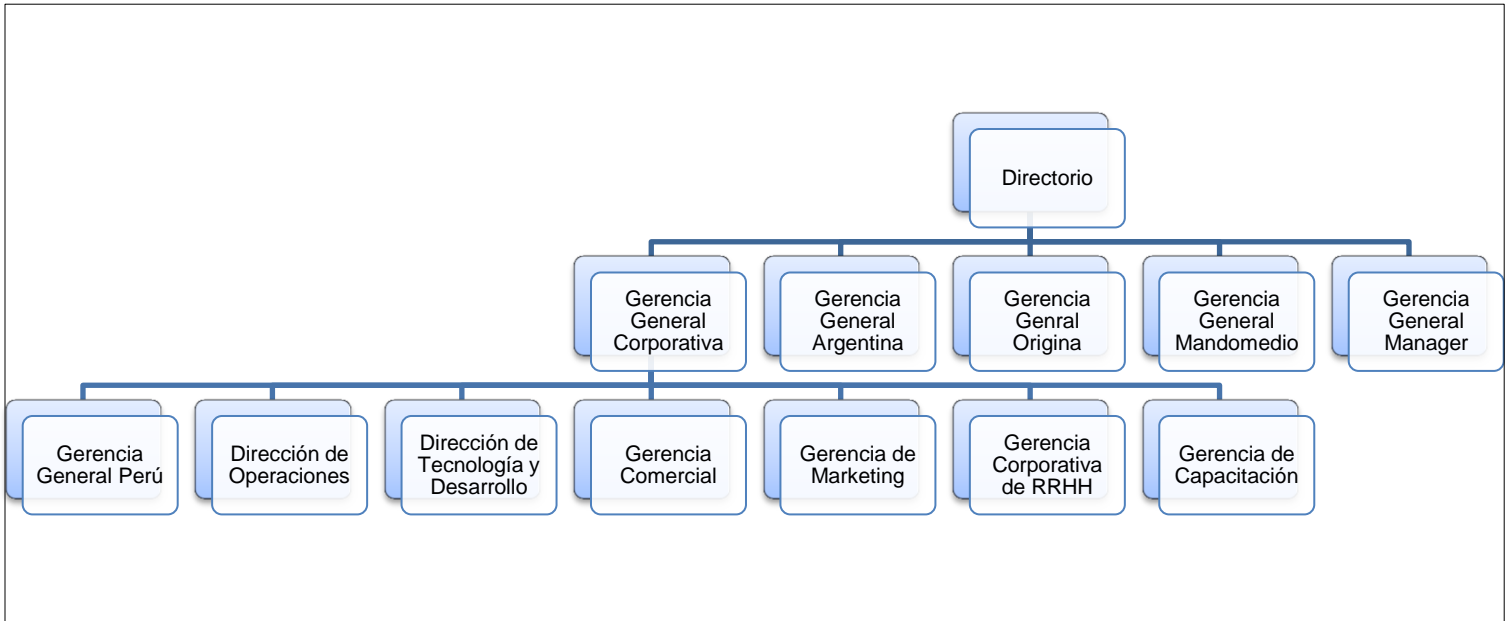 Directorio
Gerencia
General
Corporativa
Gerencia
General
Argentina
Gerencia
Genral
Origina
Gerencia
General
Mandomedio
Gerencia
General
Manager
Gerencia
General Perú
Dirección de
Operaciones
Dirección de
Tecnología y
Desarrollo
Gerencia
Comercial
Gerencia de
Marketing
Gerencia
Corporativa
de RRHH
Gerencia de
Capacitación